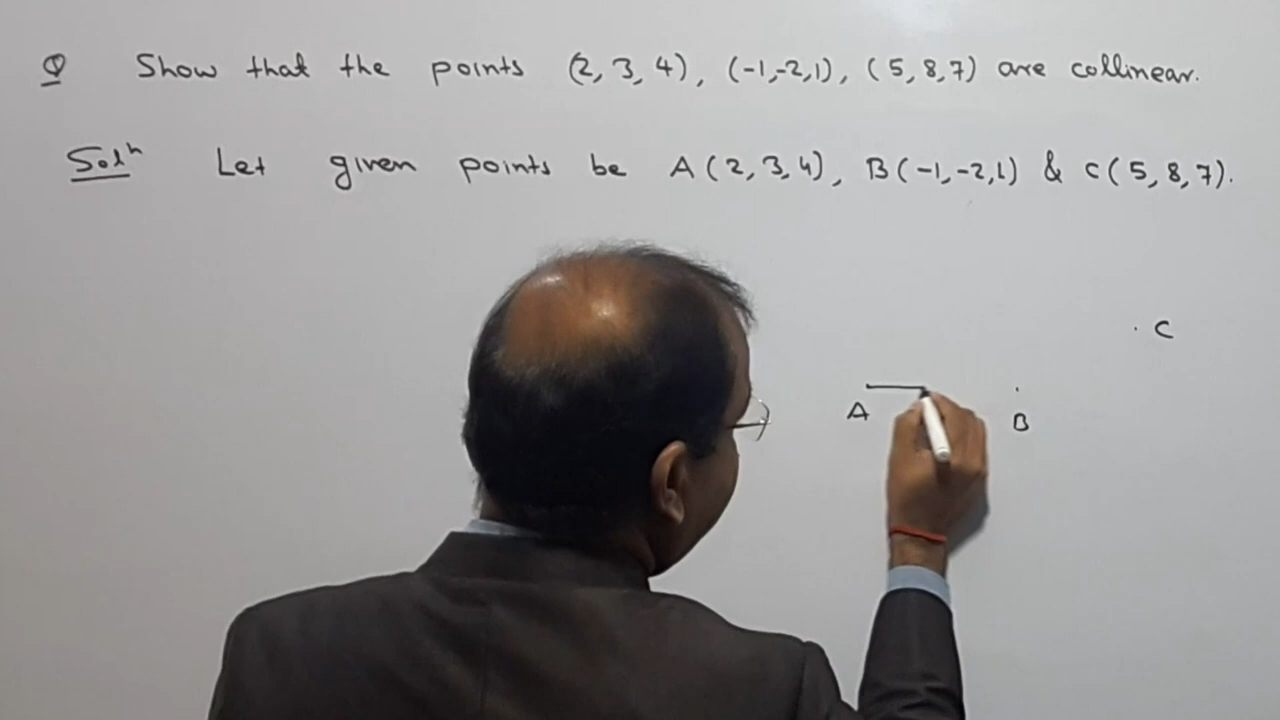 Q Show that the points (2, 3, 4), (-1,-2,1), (5, 8, 7) are collinear.
Solⁿ Let given points be A(2, 3, 4), B(-1,-2,1) & C(5, 8, 7).
C
A B